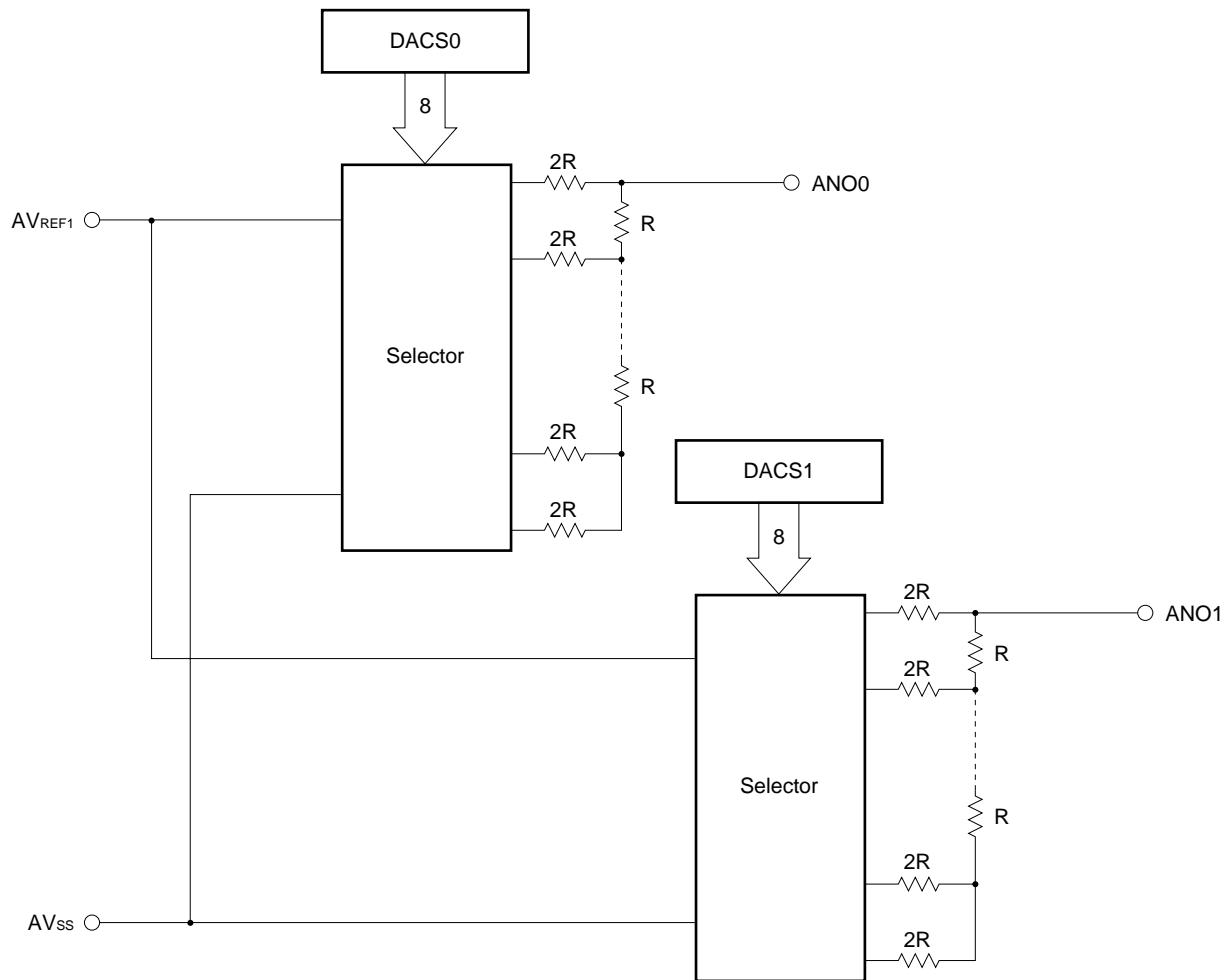 DACS0
8
2R
ANO0
AVREF1
R
2R
Selector
R
2R
DACS1
2R
8
2R
ANO1
R
2R
Selector
R
2R
AVSS
2R